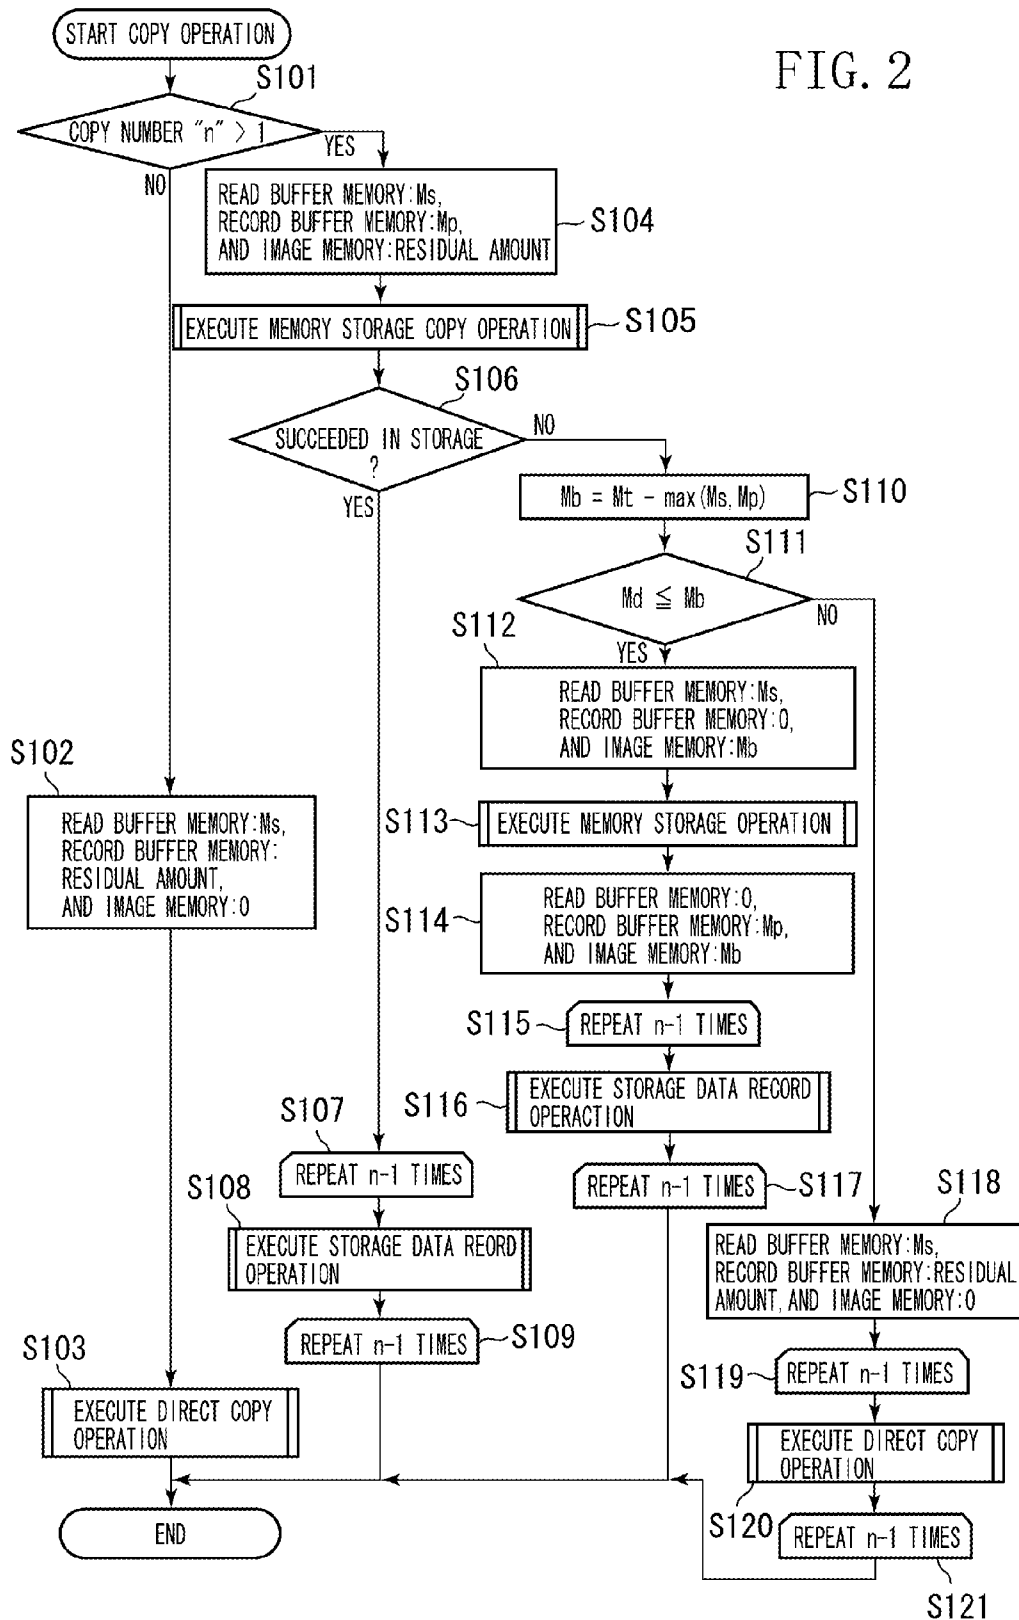 START COPY OPERATION
FIG. 2
S101
COPY NUMBER "n" > 1
YES
NO
READ BUFFER MEMORY:Ms,
RECORD BUFFER MEMORY:Mp,
AND IMAGE MEMORY:RESIDUAL AMOUNT
S104
EXECUTE MEMORY STORAGE COPY OPERATION
S105
S106
SUCCEEDED IN STORAGE
?
NO
YES
Mb = Mt - max(Ms, Mp)
S110
S111
Md ≦ Mb
NO
YES
S112
READ BUFFER MEMORY:Ms,
RECORD BUFFER MEMORY:0,
AND IMAGE MEMORY:Mb
S102
READ BUFFER MEMORY:Ms,
RECORD BUFFER MEMORY:
RESIDUAL AMOUNT,
AND IMAGE MEMORY:0
S113
EXECUTE MEMORY STORAGE OPERATION
S114
READ BUFFER MEMORY:0,
RECORD BUFFER MEMORY:Mp,
AND IMAGE MEMORY:Mb
S115
REPEAT n-1 TIMES
S116
EXECUTE STORAGE DATA RECORD
OPERACTION
S107
REPEAT n-1 TIMES
REPEAT n-1 TIMES
S117
S108
EXECUTE STORAGE DATA REORD
OPERATION
S118
READ BUFFER MEMORY:Ms,
RECORD BUFFER MEMORY:RESIDUAL
AMOUNT, AND IMAGE MEMORY:0
REPEAT n-1 TIMES
S109
S103
EXECUTE DIRECT COPY
OPERATION
S119
REPEAT n-1 TIMES
EXECUTE DIRECT COPY
OPERATION
S120
END
REPEAT n-1 TIMES
S121